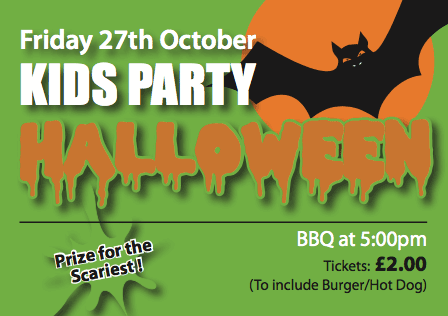 Friday 27th October
KIDS PARTY
HALLOWEEN
BBQ at 5:00pm
Tickets: £2.00
(To include Burger/Hot Dog)
Prize for the
Scariest !